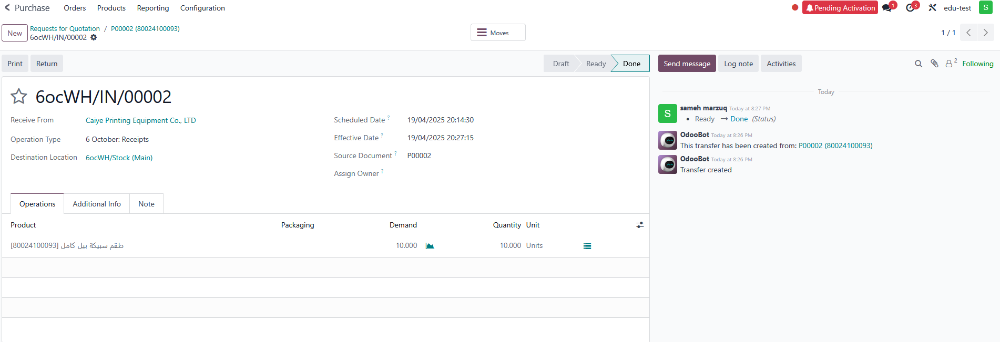 Purchase Orders Products Reporting Configuration
Pending Activation 1 3 edu-test S
New Requests for Quotation / P00002 (80024100093)
6ocWH/IN/00002
Moves
1 / 1
Print Return Draft Ready Done
Send message Log note Activities 2 Following
6ocWH/IN/00002
Receive From Caiye Printing Equipment Co., LTD
Operation Type 6 October: Receipts
Destination Location 6ocWH/Stock (Main)
Scheduled Date ? 19/04/2025 20:14:30
Effective Date ? 19/04/2025 20:27:15
Source Document ? P00002
Assign Owner ?
Operations Additional Info Note
Product Packaging Demand Quantity Unit
[80024100093] طقم سبيكة بيل كامل 10.000 10.000 Units
Today
S
sameh marzuq Today at 8:27 PM
• Ready → Done (Status)
OdooBot Today at 8:26 PM
This transfer has been created from: P00002 (80024100093)
OdooBot Today at 8:26 PM
Transfer created